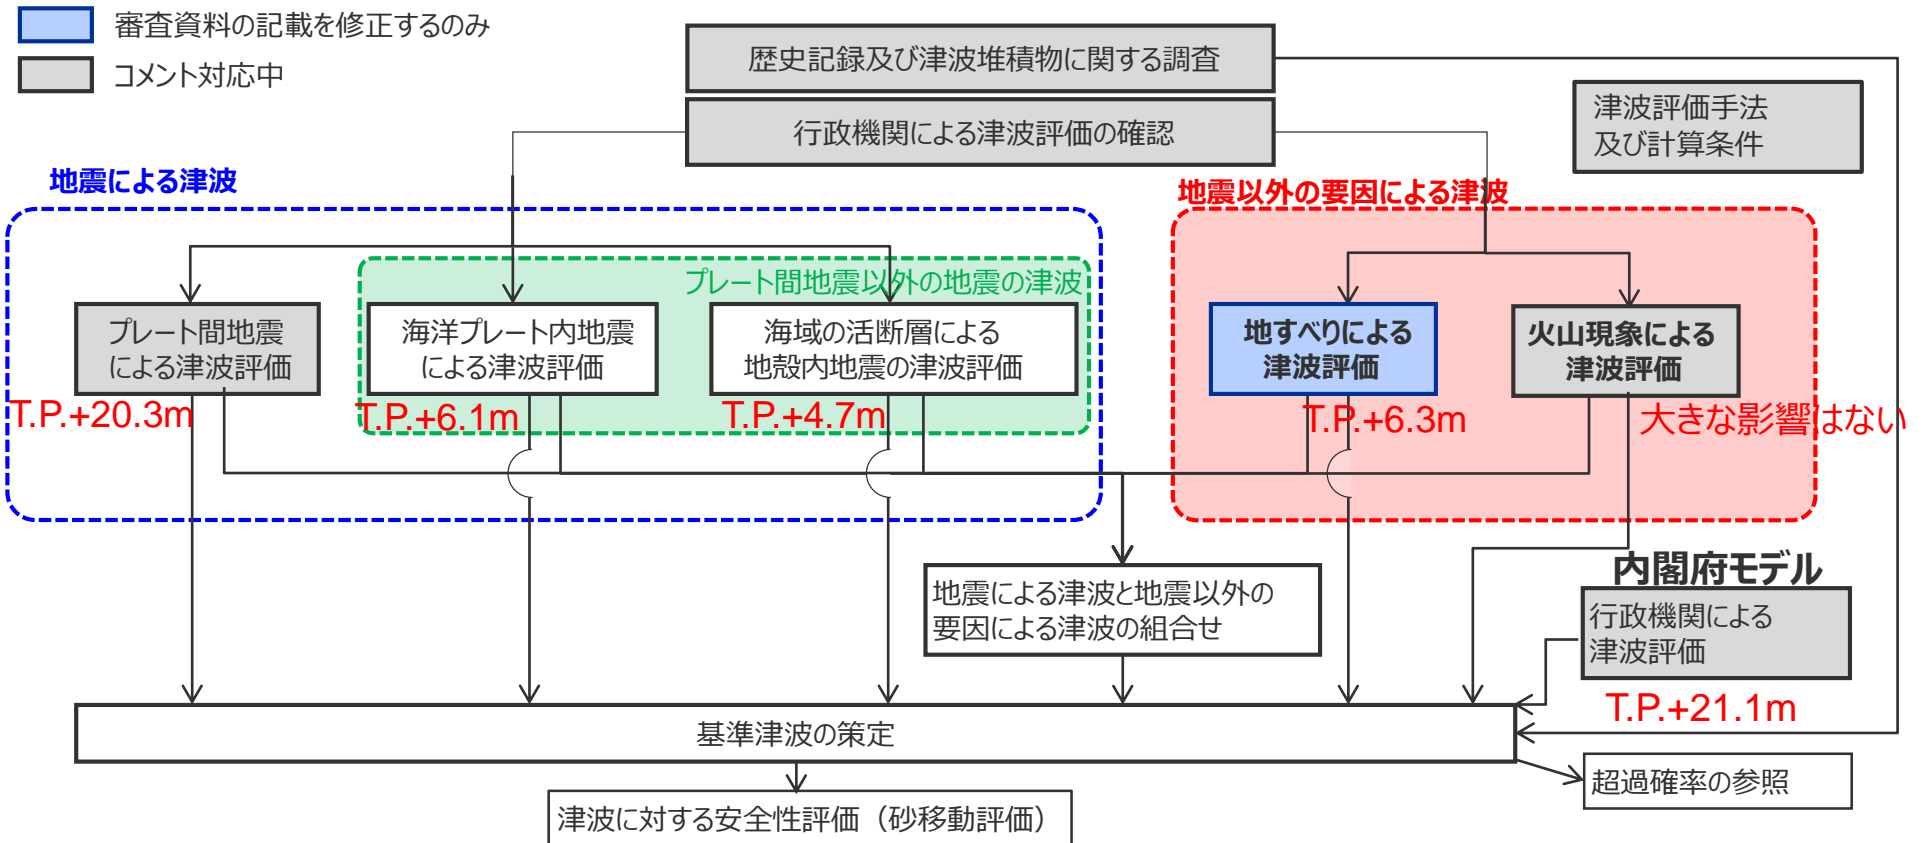 審査資料の記載を修正するのみ
コメント対応中
歴史記録及び津波堆積物に関する調査
行政機関による津波評価の確認
津波評価手法
及び計算条件
地震による津波
地震以外の要因による津波
プレート間地震以外の地震の津波
プレート間地震
による津波評価
海洋プレート内地震
による津波評価
海域の活断層による
地殻内地震の津波評価
地すべりによる
津波評価
火山現象による
津波評価
T.P.+20.3m
T.P.+6.1m
T.P.+4.7m
T.P.+6.3m
大きな影響はない
地震による津波と地震以外の
要因による津波の組合せ
内閣府モデル
行政機関による
津波評価
T.P.+21.1m
基準津波の策定
超過確率の参照
津波に対する安全性評価（砂移動評価）